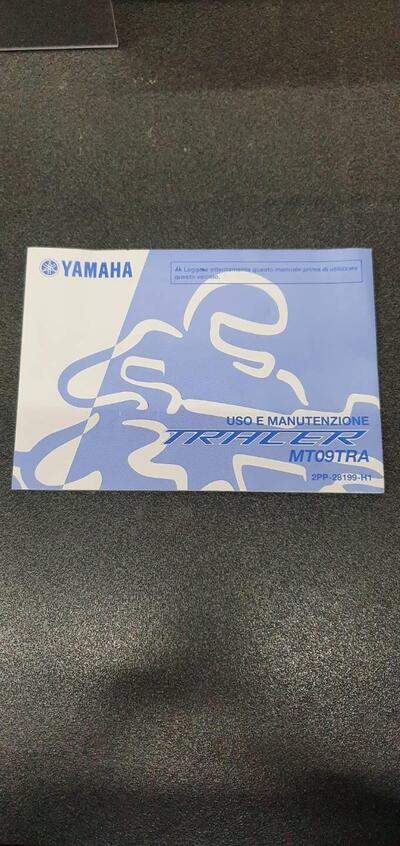 YAMAHA
Leggere attentamente questo manuale prima di utilizzare
questo veicolo.
USO E MANUTENZIONE
TRACER
MT09TRA
2PP-28199-H1